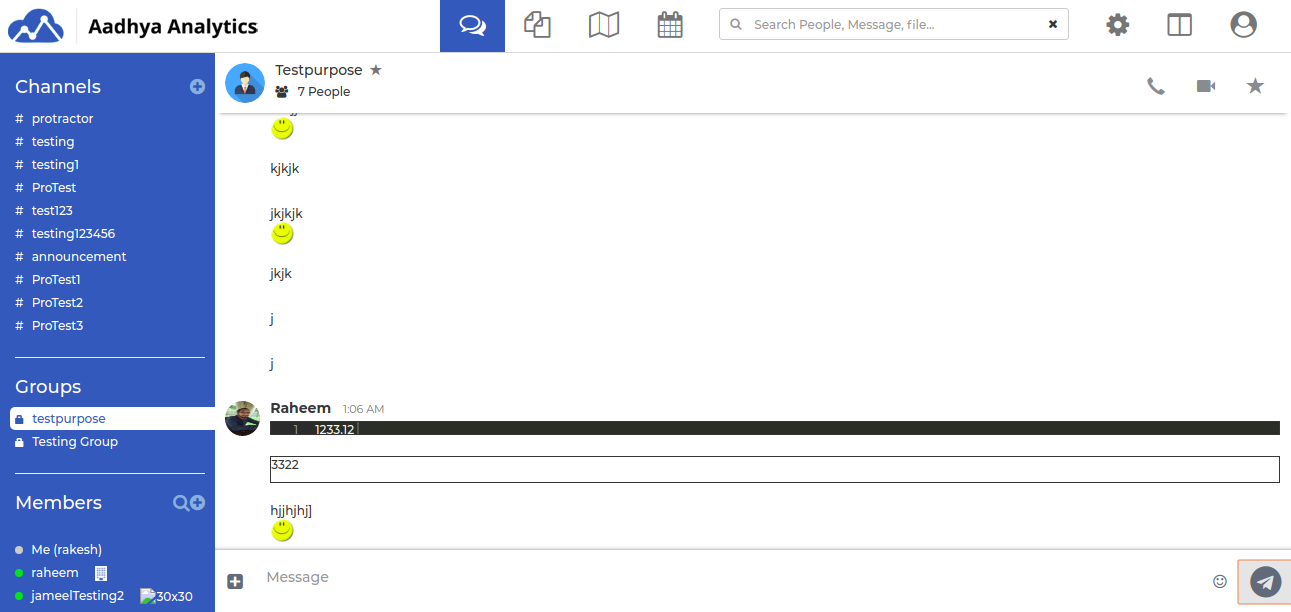 Aadhya Analytics
Search People, Message, file...
Channels
# protractor
# testing
# testing1
# ProTest
# test123
# testing123456
# announcement
# ProTest1
# ProTest2
# ProTest3
Groups
testpurpose
Testing Group
Members
Me (rakesh)
raheem
jameelTesting2 30x30
Testpurpose
7 People
kjkjk
jkjkjk
jkjk
j
j
Raheem 1:06 AM
1 1233.12
3322
hjjhjhj]
Message